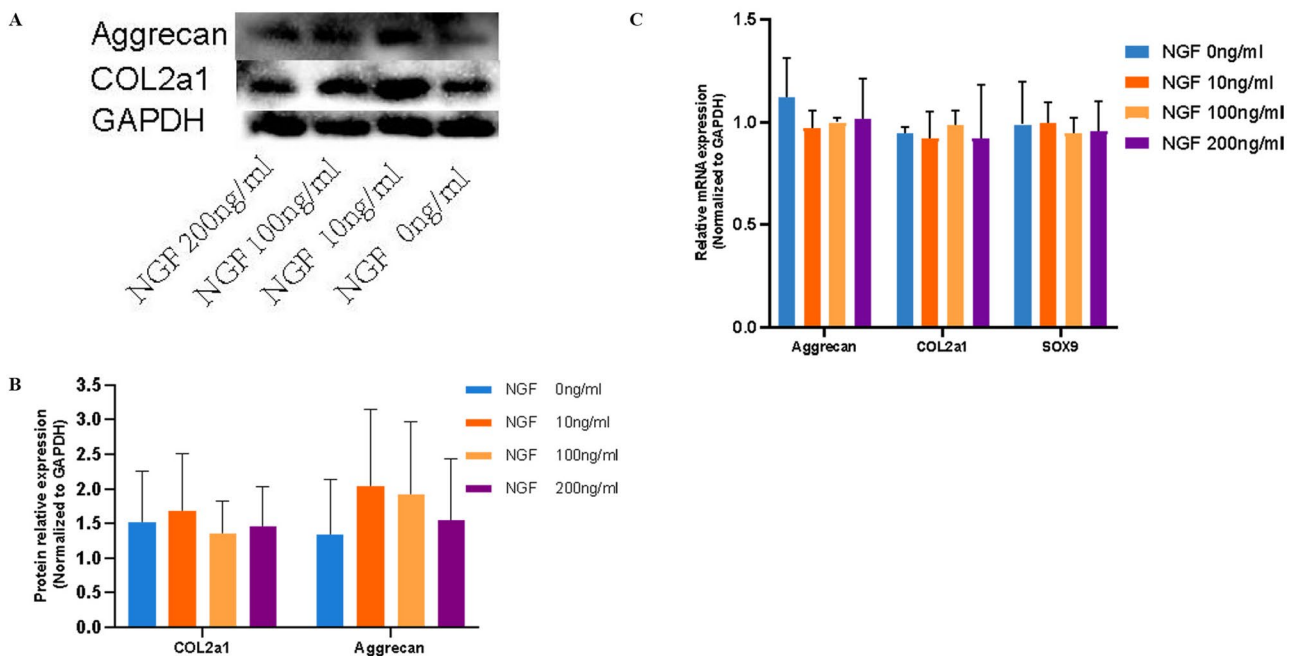 A
Aggrecan
COL2a1
GAPDH
NGF 200ng/ml
NGF 100ng/ml
NGF 10ng/ml
NGF 0ng/ml
B
Protein relative expression
(Normalized to GAPDH)
3.5
3.0
2.5
2.0
1.5
1.0
0.5
0.0
COL2a1
Aggrecan
NGF 0ng/ml
NGF 10ng/ml
NGF 100ng/ml
NGF 200ng/ml
C
Relative mRNA expression
(Normalized to GAPDH)
1.5
1.0
0.5
0.0
Aggrecan
COL2a1
SOX9
NGF 0ng/ml
NGF 10ng/ml
NGF 100ng/ml
NGF 200ng/ml